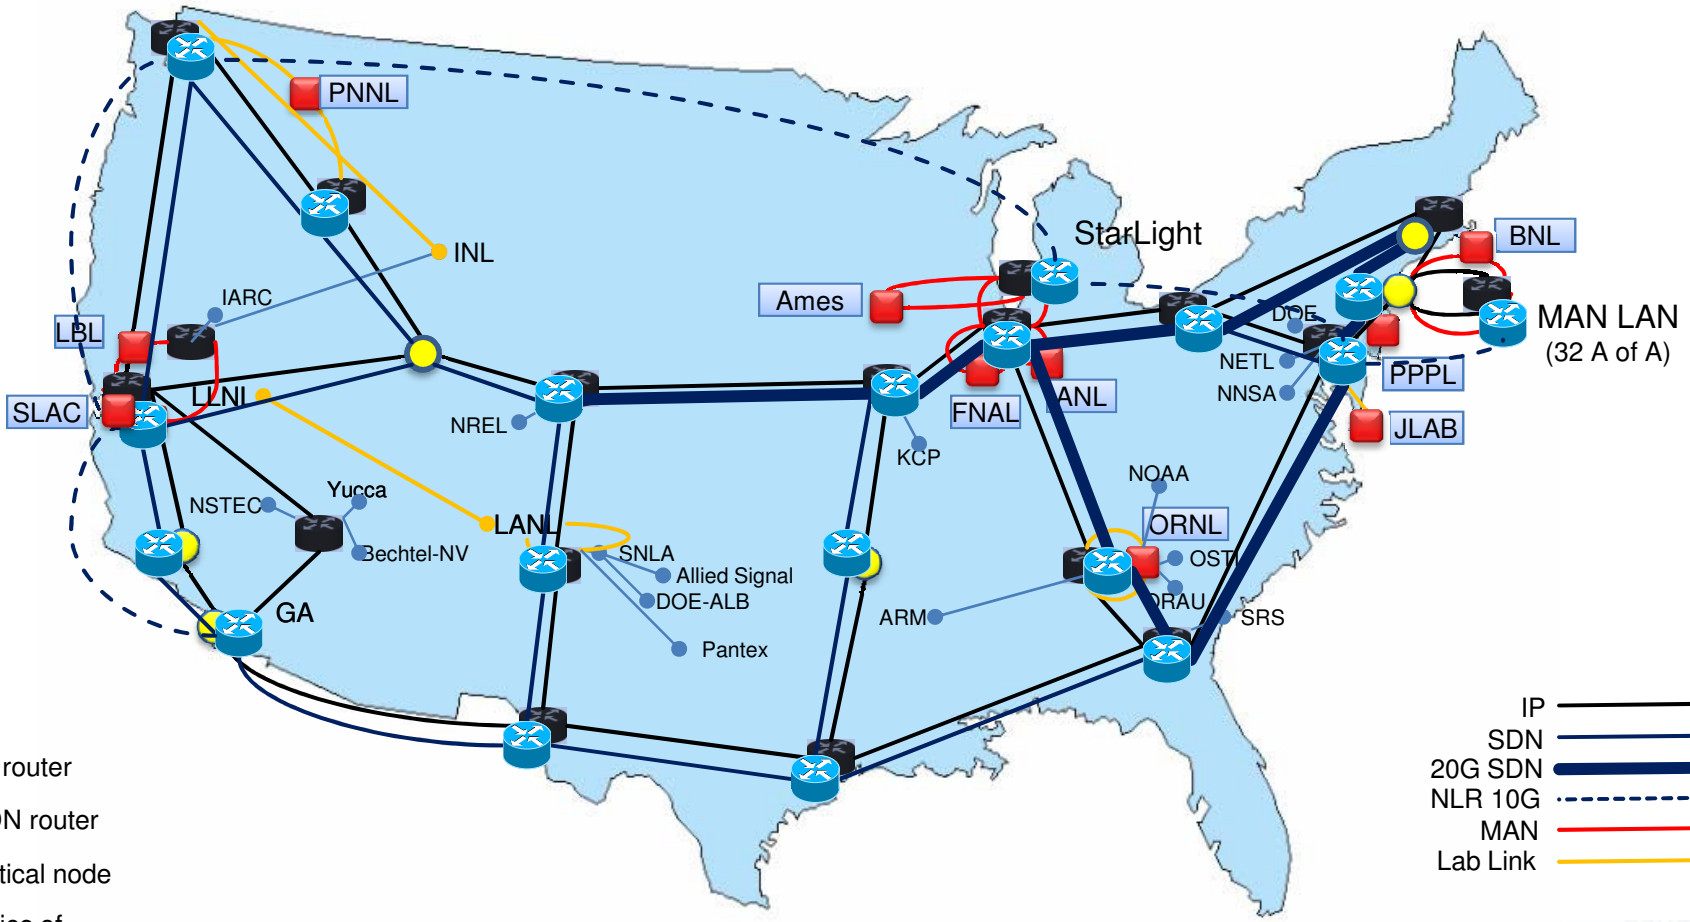 PNNL
StarLight
BNL
INL
IARC
Ames
LBL
DOE
MAN LAN
(32 A of A)
NETL
PPPL
NNSA
SLAC
LLNL
NREL
FNAL
ANL
JLAB
KCP
NOAA
NSTEC
Yucca
LANL
ORNL
Bechtel-NV
SNLA
OSTI
Allied Signal
DOE-ALB
ORAU
GA
ARM
SRS
Pantex
IP
SDN
20G SDN
NLR 10G
MAN
Lab Link
router
N router
tical node